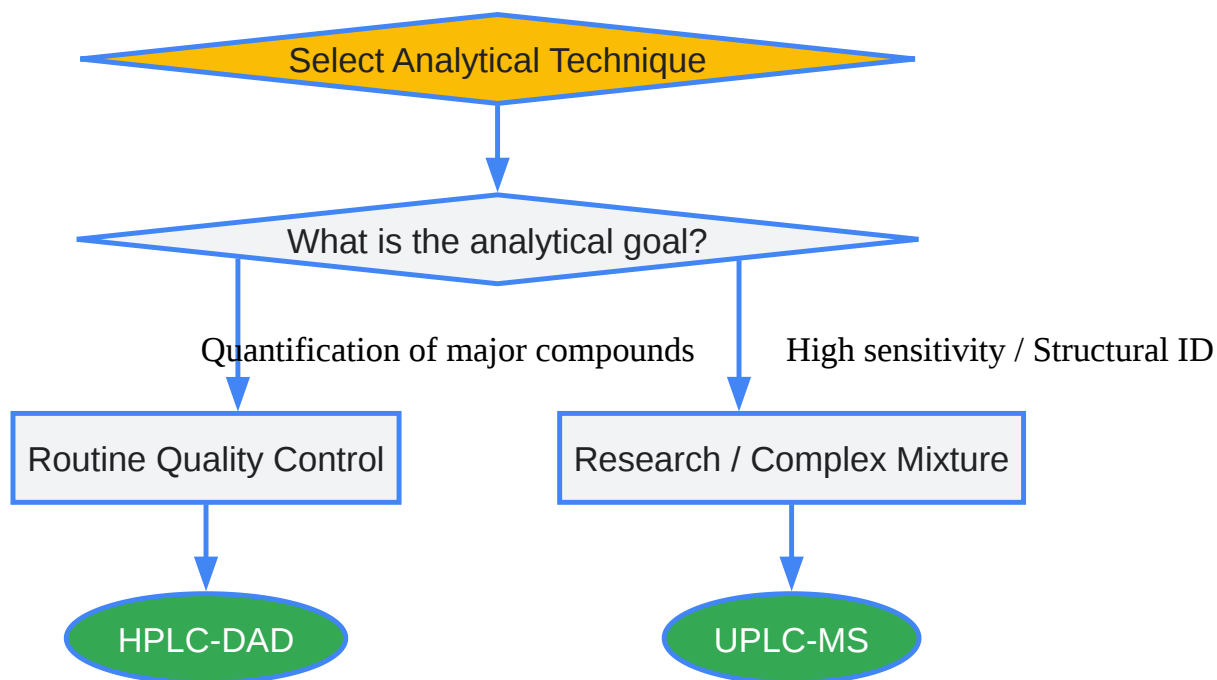 Select Analytical Technique
What is the analytical goal?
Quantification of major compounds
High sensitivity / Structural ID
Routine Quality Control
Research / Complex Mixture
HPLC-DAD
UPLC-MS